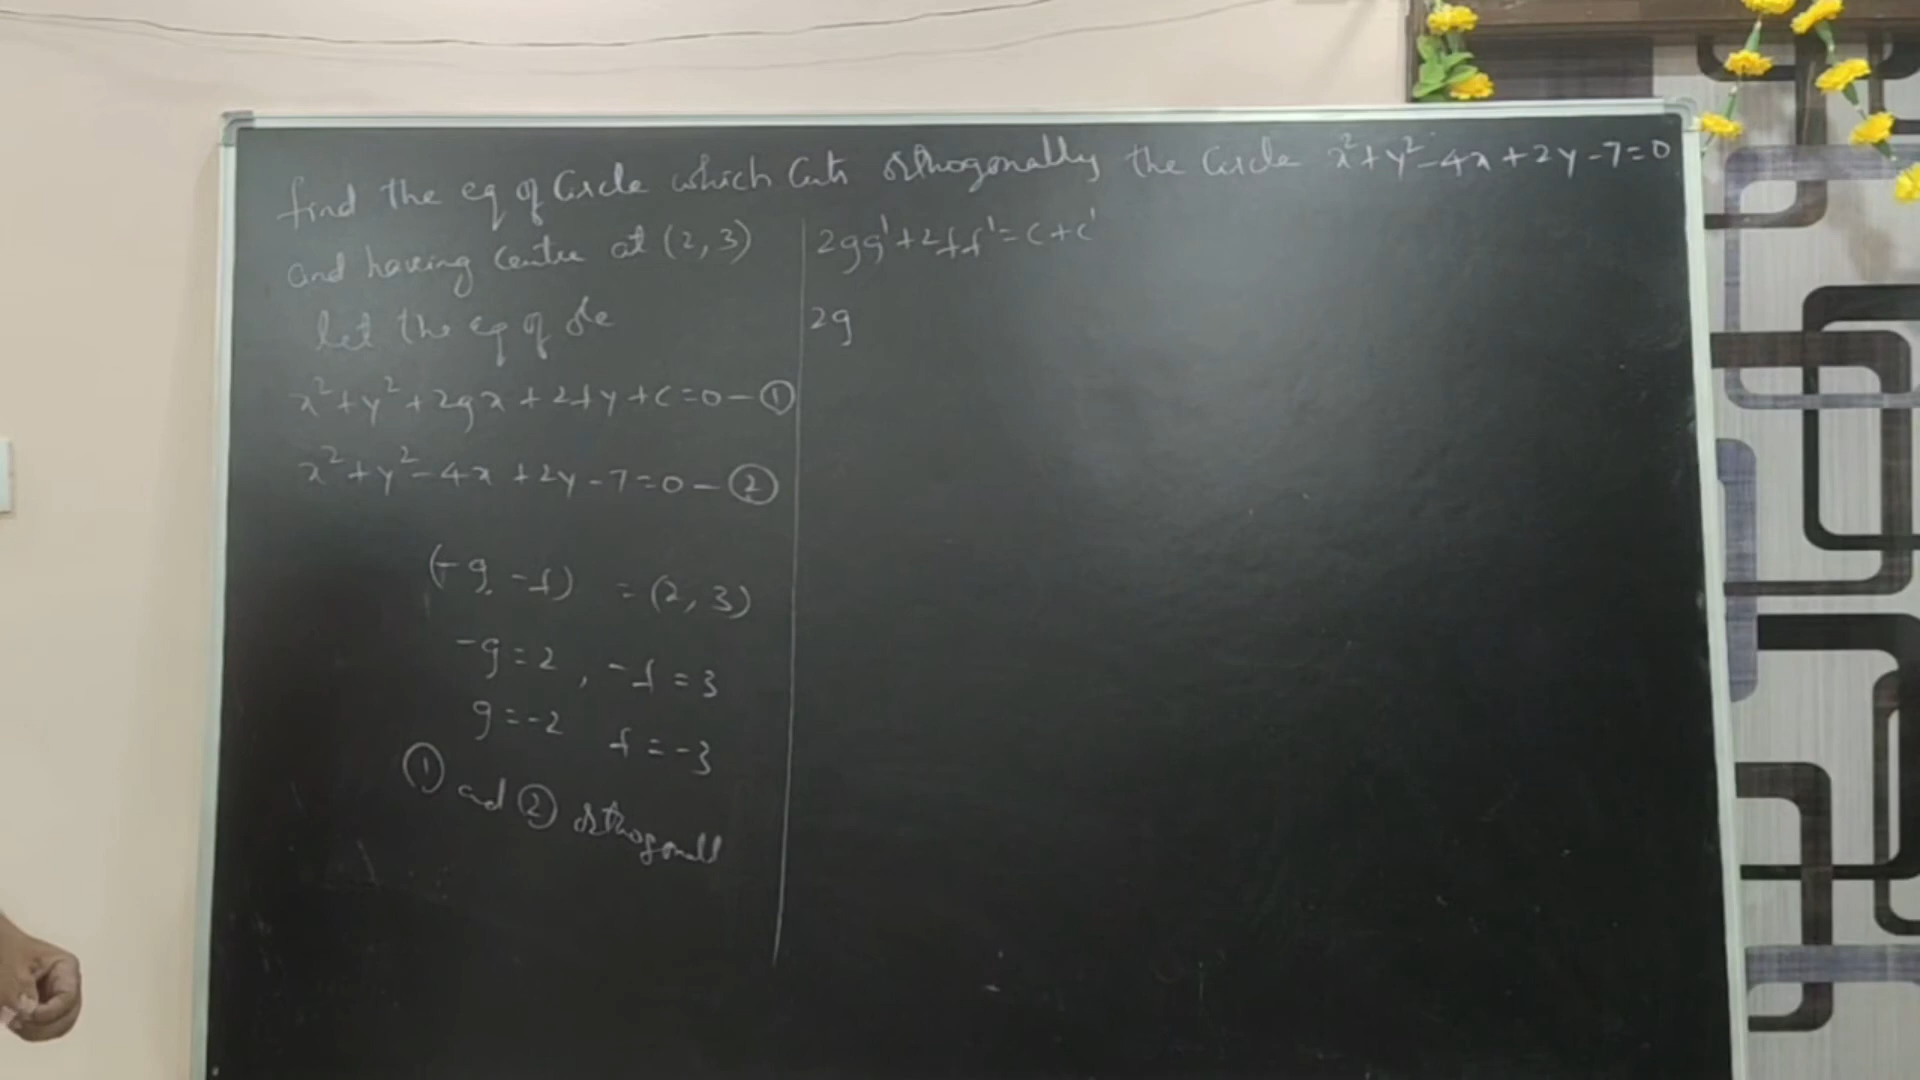 find the eq of Circle which Cuts orthogonally the Circle x²+y²-4x+2y-7=0
and having centre at (2,3)
let the eq of
x²+y²+2gx+2fy+c=0-①
x²+y²-4x+2y-7=0-②
(-g,-f) =(2,3)
-g=2, -f=3
g=-2 f=-3
① and ② orthogonall
2gg'+2ff'=c+c'
2g